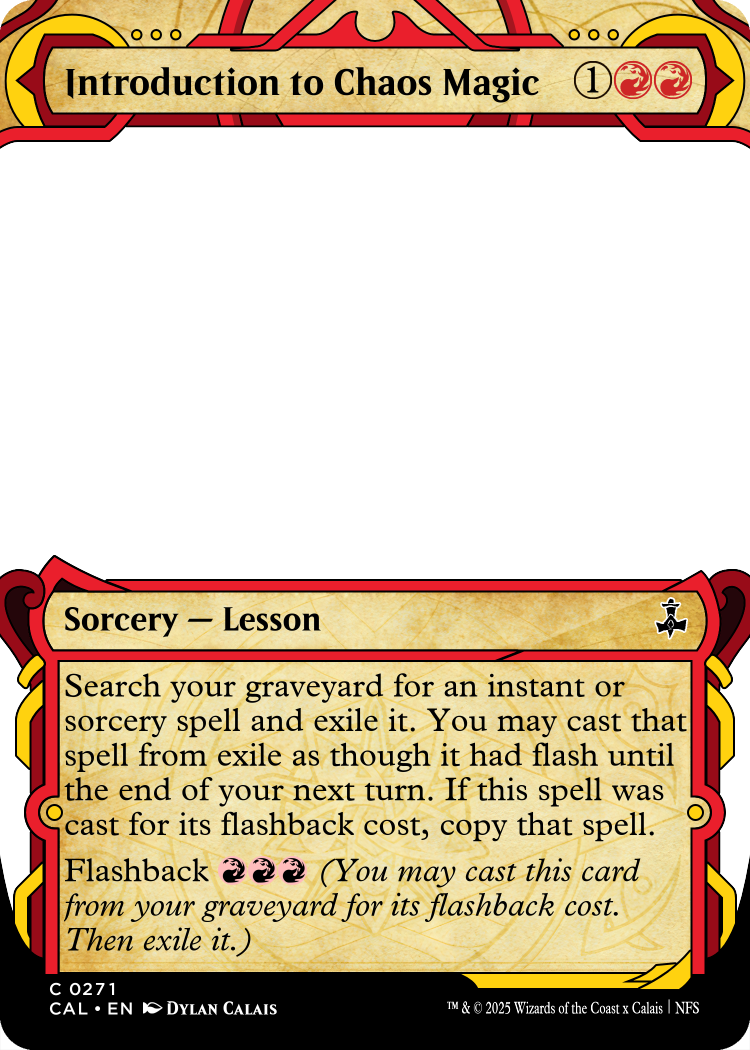 Introduction to Chaos Magic 1
Sorcery — Lesson
Search your graveyard for an instant or
sorcery spell and exile it. You may cast that
spell from exile as though it had flash until
the end of your next turn. If this spell was
cast for its flashback cost, copy that spell.
Flashback (You may cast this card
from your graveyard for its flashback cost.
Then exile it.)
C 0271
CAL • EN DYLAN CALAIS
™ & © 2025 Wizards of the Coast x Calais | NFS